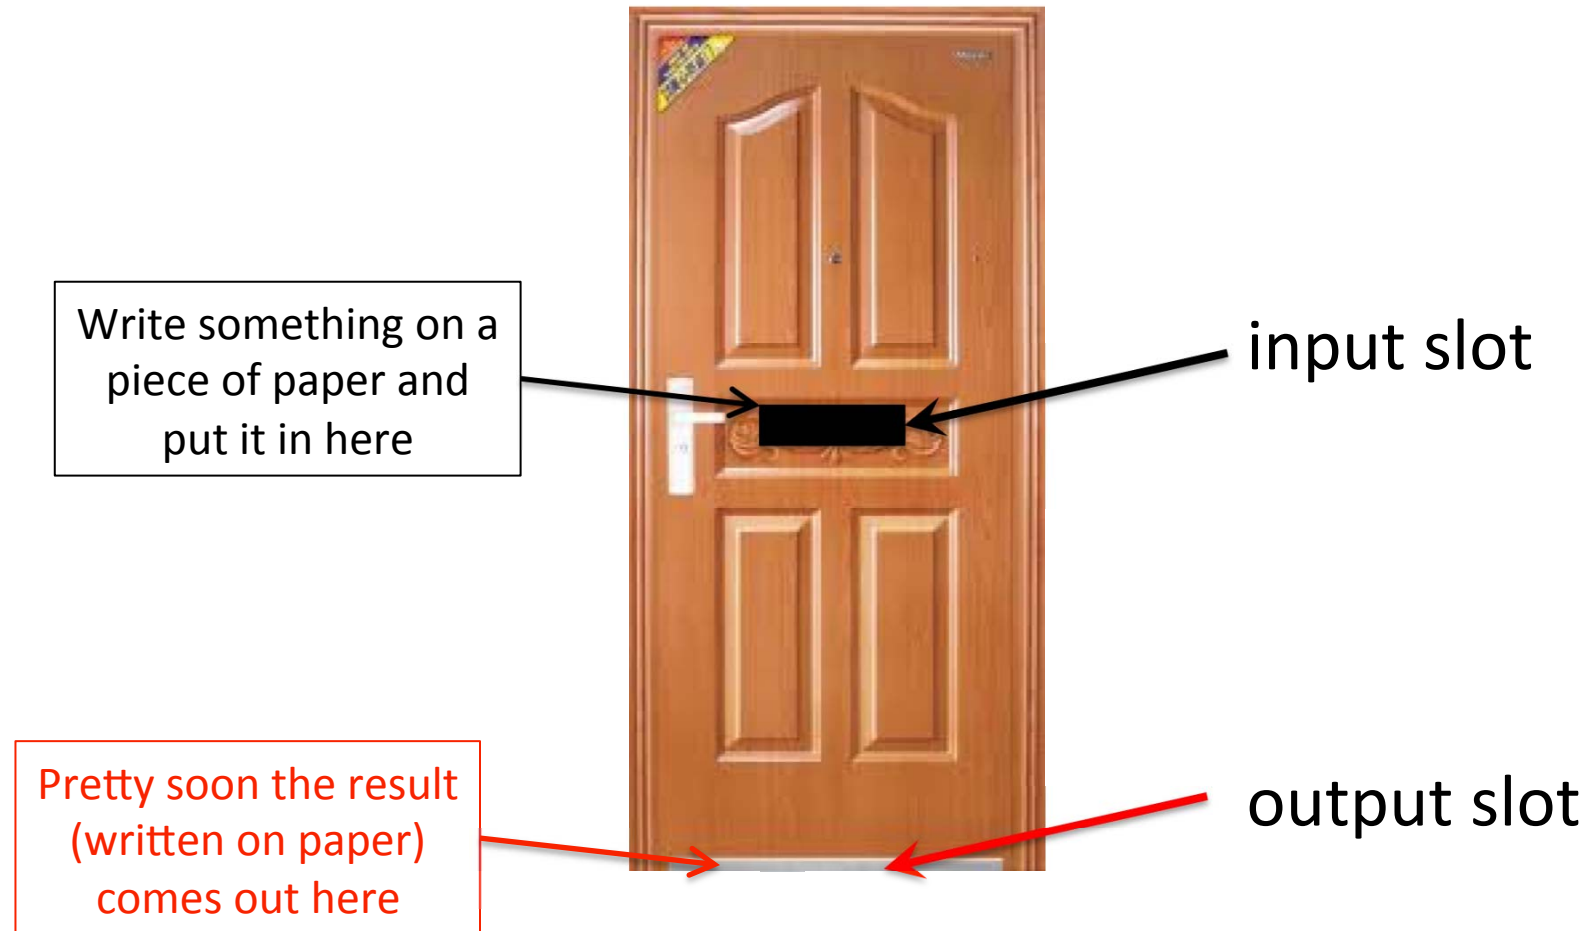 Write something on a
piece of paper and
put it in here
input slot
Pretty soon the result
(written on paper)
comes out here
output slot